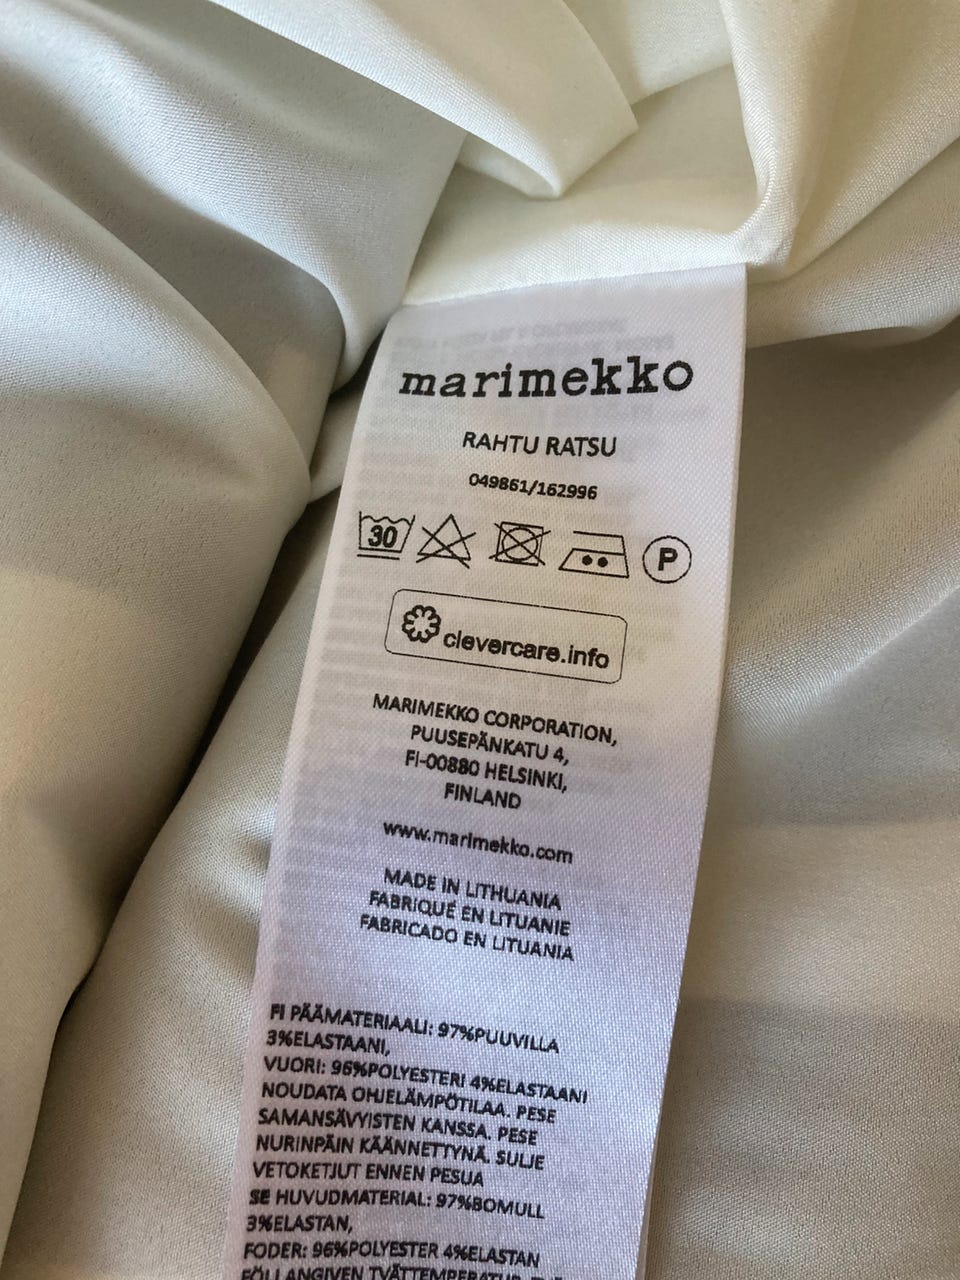 marimekko
RAHTU RATSU
049861/162996
30
P
clevercare.info
MARIMEKKO CORPORATION,
PUUSEPÄNKATU 4,
FI-00880 HELSINKI,
FINLAND
www.marimekko.com
MADE IN LITHUANIA
FABRIQUÉ EN LITUANIE
FABRICADO EN LITUANIA
FI PÄÄMATERIAALI: 97%PUUVILLA
3%ELASTAANI,
VUORI: 96%POLYESTERI 4%ELASTAANI
NOUDATA OHJELÄMPÖTILAA. PESE
SAMANSÄVYISTEN KANSSA. PESE
NURINPÄIN KÄÄNNETTYNÄ. SULJE
VETOKETJUT ENNEN PESUA
SE HUVUDMATERIAL: 97%BOMULL
3%ELASTAN,
FODER: 96%POLYESTER 4%ELASTAN
FÖLJ ANGIVEN TVÄTTEMPERATUR.